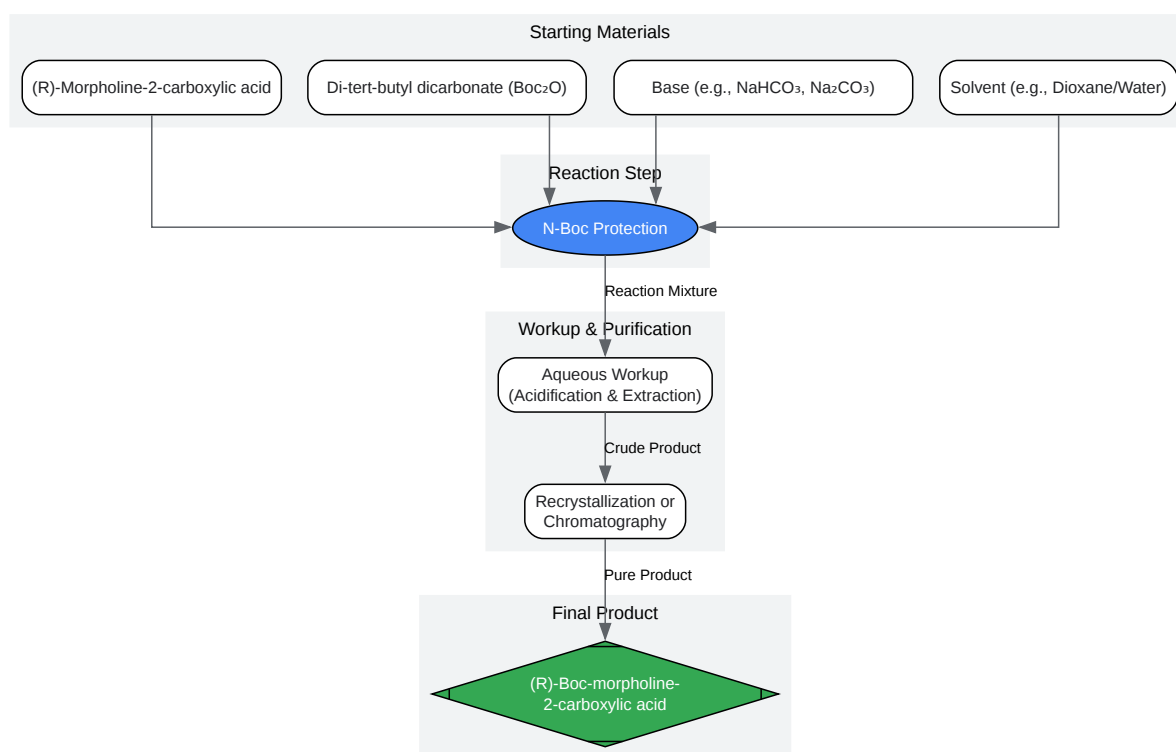 Starting Materials
(R)-Morpholine-2-carboxylic acid
Di-tert-butyl dicarbonate (Boc₂O)
Base (e.g., NaHCO₃, Na₂CO₃)
Solvent (e.g., Dioxane/Water)
Reaction Step
N-Boc Protection
Reaction Mixture
Workup & Purification
Aqueous Workup
(Acidification & Extraction)
Crude Product
Recrystallization or
Chromatography
Pure Product
Final Product
(R)-Boc-morpholine-
2-carboxylic acid